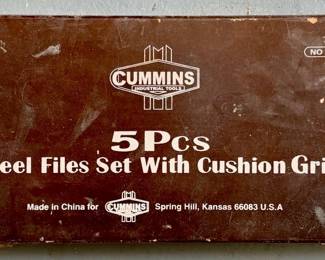 NO
CUMMINS
INDUSTRIAL TOOLS
5Pcs
eel Files Set With Cushion Gri
Made in China for CUMMINS Spring Hill, Kansas 66083 U.S.A